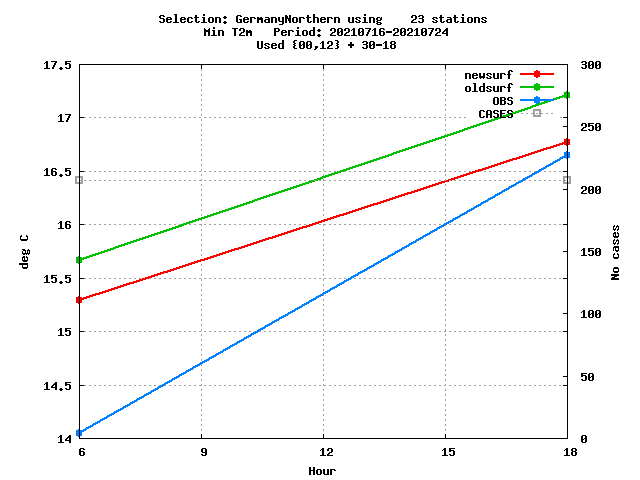 Selection: GermanyNorthern using    23 stations
Min T2m   Period: 20210716-20210724
Used {00,12} + 30-18
newsurf
oldsurf
OBS
CASES
17.5
17
16.5
16
15.5
15
14.5
14
deg C
300
250
200
150
100
50
0
No cases
6 9 12 15 18
Hour